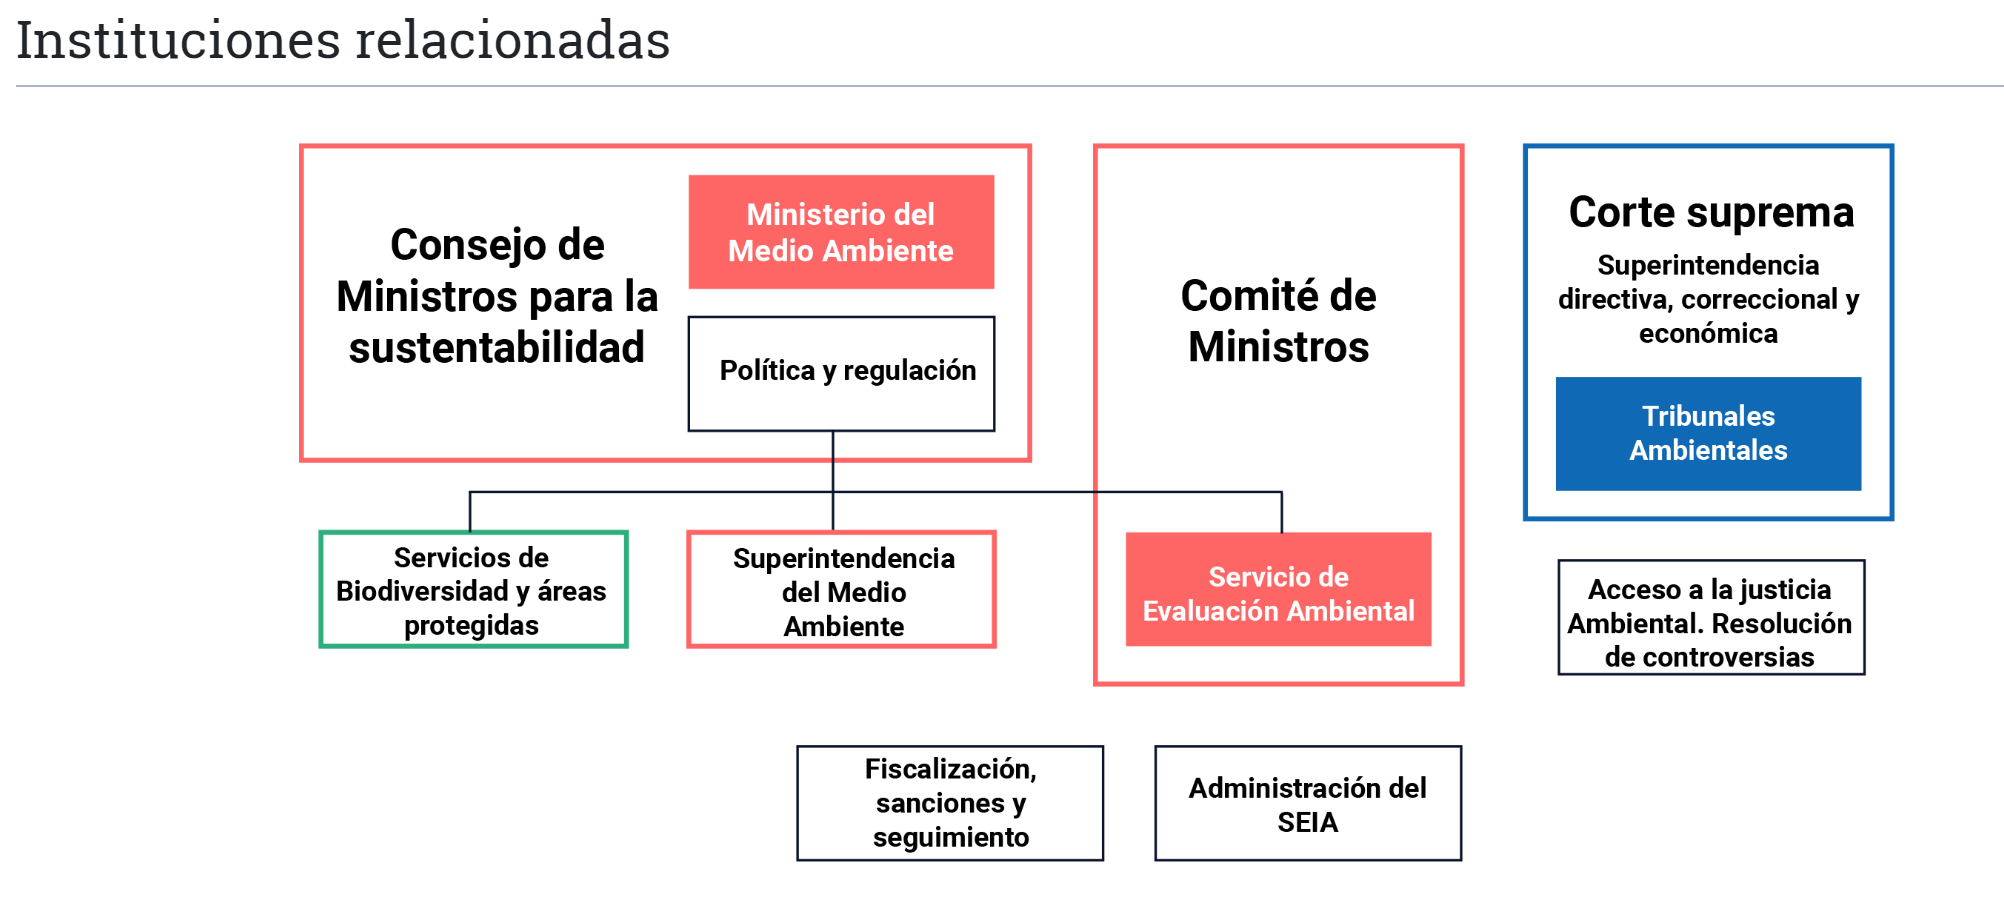 Instituciones relacionadas
Consejo de
Ministros para la
sustentabilidad
Ministerio del
Medio Ambiente
Política y regulación
Comité de
Ministros
Corte suprema
Superintendencia
directiva, correccional y
económica
Tribunales
Ambientales
Servicios de
Biodiversidad y áreas
protegidas
Superintendencia
del Medio
Ambiente
Servicio de
Evaluación Ambiental
Acceso a la justicia
Ambiental. Resolución
de controversias
Fiscalización,
sanciones y
seguimiento
Administración del
SEIA